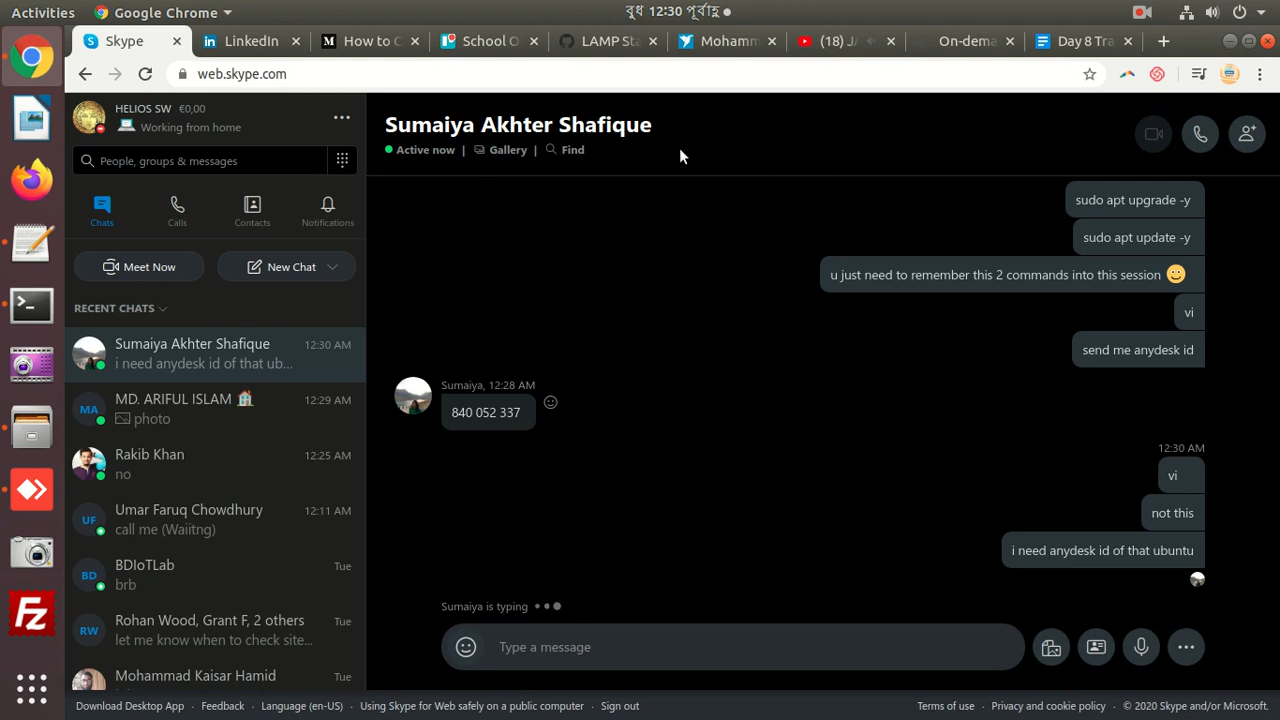 Activities
Google Chrome
বুধ 12:30 পূর্বাহ্ন
Skype
LinkedIn
How to C
School O
LAMP Sta
Mohamm
(18) JA
On-dema
Day 8 Tra
web.skype.com
HELIOS SW €0,00
Working from home
People, groups & messages
Chats
Calls
Contacts
Notifications
Meet Now
New Chat
RECENT CHATS
Sumaiya Akhter Shafique 12:30 AM
i need anydesk id of that ub...
MA
MD. ARIFUL ISLAM 12:29 AM
photo
Rakib Khan 12:25 AM
no
UF
Umar Faruq Chowdhury 12:11 AM
call me (Waiitng)
BD
BDIoTLab Tue
brb
RW
Rohan Wood, Grant F, 2 others Tue
let me know when to check site...
Mohammad Kaisar Hamid Tue
Sumaiya Akhter Shafique
Active now | Gallery | Find
sudo apt upgrade -y
sudo apt update -y
u just need to remember this 2 commands into this session
vi
send me anydesk id
Sumaiya, 12:28 AM
840 052 337
12:30 AM
vi
not this
i need anydesk id of that ubuntu
Sumaiya is typing
Type a message
Download Desktop App | Feedback | Language (en-US) | Using Skype for Web safely on a public computer · Sign out
Terms of use | Privacy and cookie policy | © 2020 Skype and/or Microsoft.
Fz